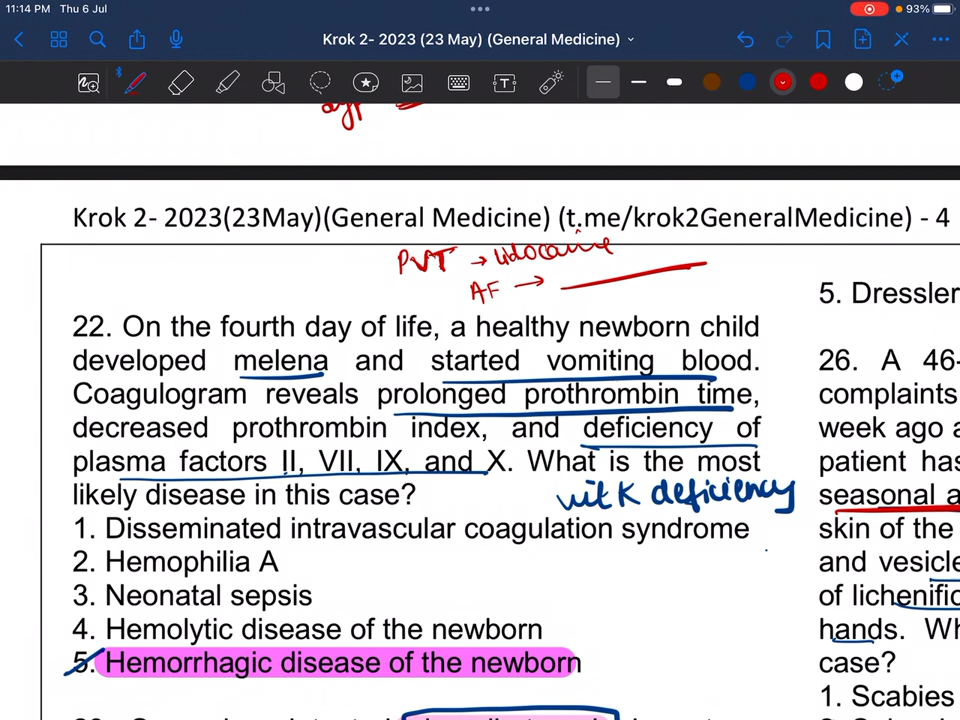 11:14 PM Thu 6 Jul
93%
Krok 2- 2023 (23 May) (General Medicine)
Krok 2- 2023(23May)(General Medicine) (t.me/krok2GeneralMedicine) - 4
PVT → lidocaine
AF →
22. On the fourth day of life, a healthy newborn child
developed melena and started vomiting blood.
Coagulogram reveals prolonged prothrombin time,
decreased prothrombin index, and deficiency of
plasma factors II, VII, IX, and X. What is the most
likely disease in this case?
vit K deficiency
1. Disseminated intravascular coagulation syndrome
2. Hemophilia A
3. Neonatal sepsis
4. Hemolytic disease of the newborn
5. Hemorrhagic disease of the newborn
5. Dressler
26. A 46-
complaints
week ago a
patient has
seasonal a
skin of the
and vesicle
of lichenific
hands. Wh
case?
1. Scabies